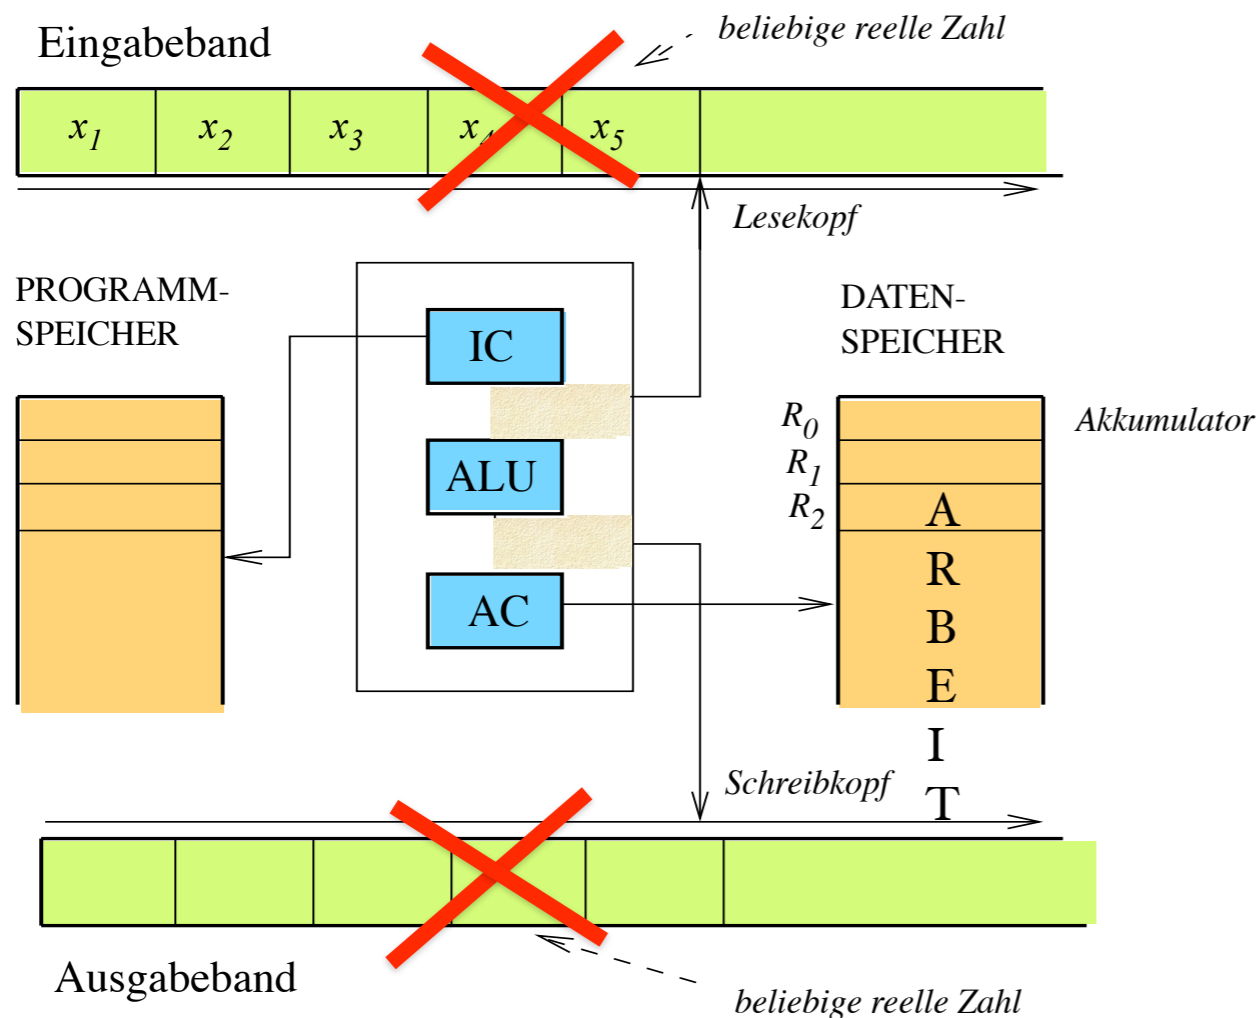 Eingabeband
beliebige reelle Zahl
x1 x2 x3 x4 x5
Lesekopf
PROGRAMM-
SPEICHER
IC
ALU
AC
DATEN-
SPEICHER
R0
Akkumulator
R1
R2
A
R
B
E
I
T
Schreibkopf
Ausgabeband
beliebige reelle Zahl